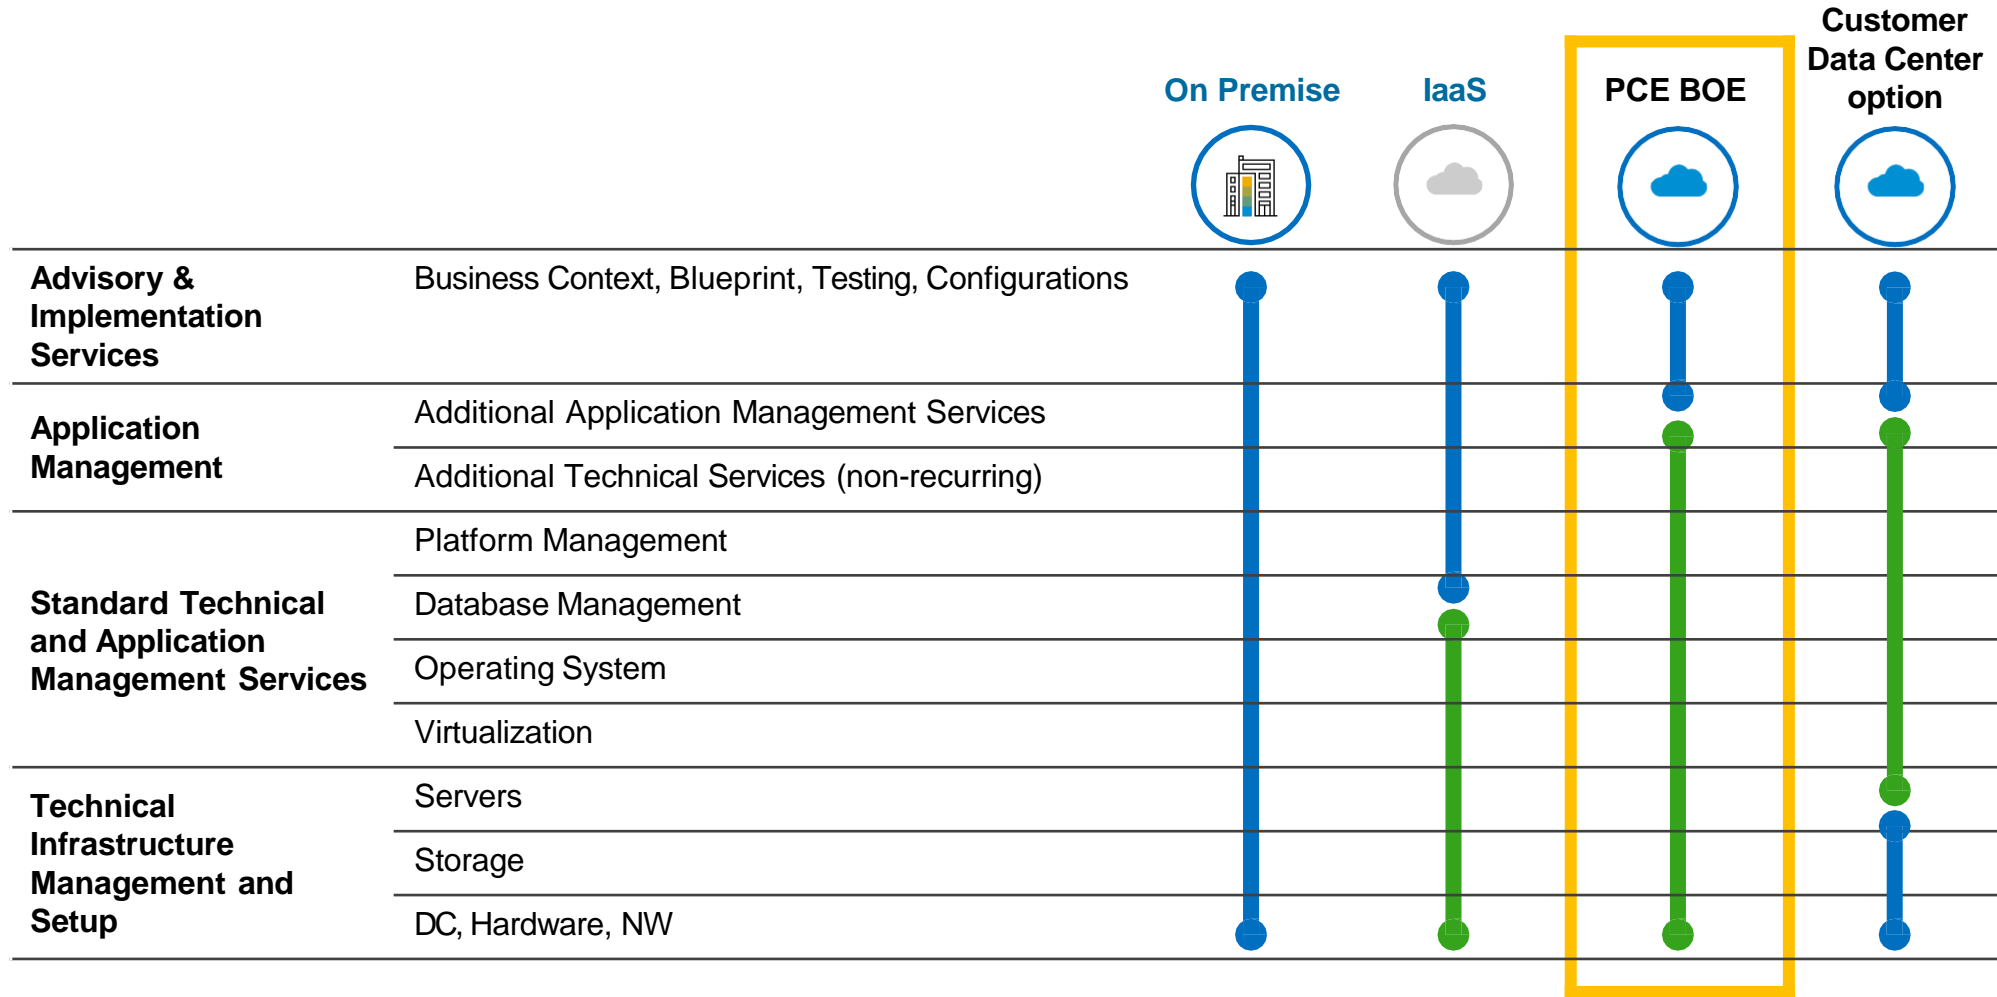 Customer
Data Center
option
On Premise
IaaS
PCE BOE
Advisory &
Implementation
Services
Business Context, Blueprint, Testing, Configurations
Application
Management
Additional Application Management Services
Additional Technical Services (non-recurring)
Standard Technical
and Application
Management Services
Platform Management
Database Management
Operating System
Virtualization
Technical
Infrastructure
Management and
Setup
Servers
Storage
DC, Hardware, NW